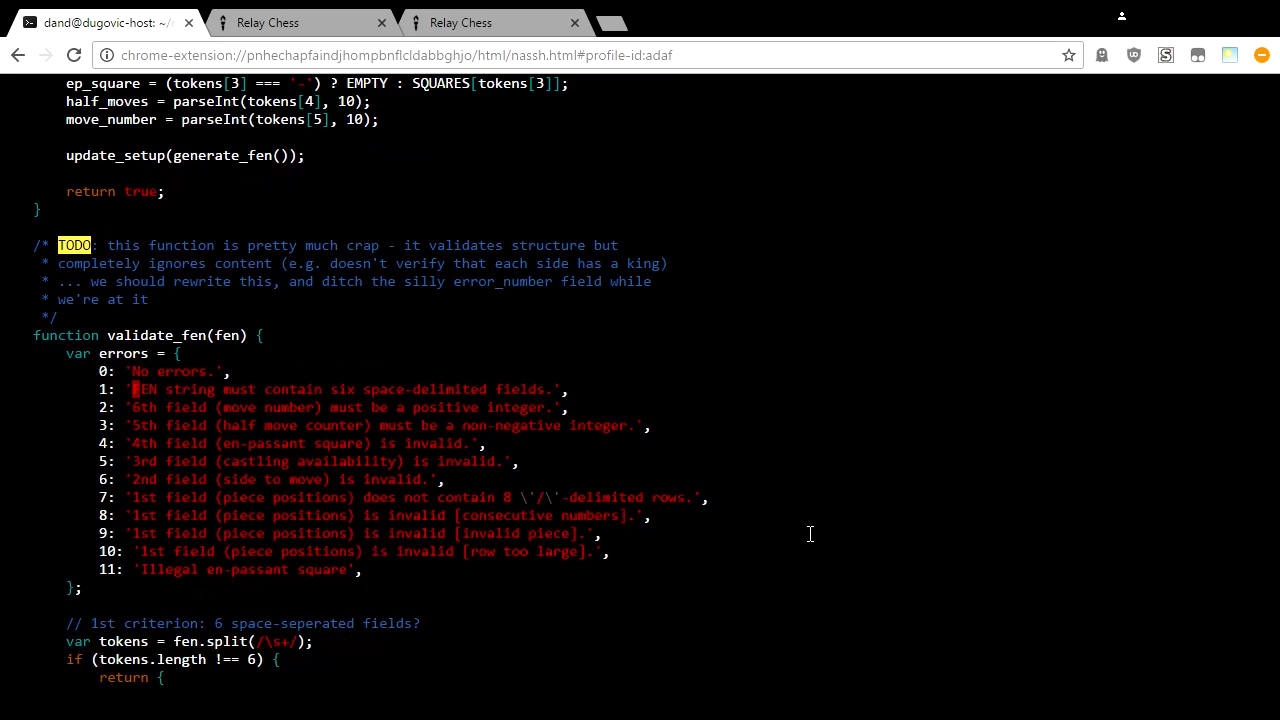 dand@dugovic-host: ~/
Relay Chess
Relay Chess
chrome-extension://pnhechapfaindjhompbnflcldabbghjo/html/nassh.html#profile-id:adaf
ep_square = (tokens[3] === '-') ? EMPTY : SQUARES[tokens[3]];
half_moves = parseInt(tokens[4], 10);
move_number = parseInt(tokens[5], 10);
update_setup(generate_fen());
return true;
}
/* TODO: this function is pretty much crap - it validates structure but
* completely ignores content (e.g. doesn't verify that each side has a king)
* ... we should rewrite this, and ditch the silly error_number field while
* we're at it
*/
function validate_fen(fen) {
var errors = {
0: 'No errors.',
1: 'FEN string must contain six space-delimited fields.',
2: '6th field (move number) must be a positive integer.',
3: '5th field (half move counter) must be a non-negative integer.',
4: '4th field (en-passant square) is invalid.',
5: '3rd field (castling availability) is invalid.',
6: '2nd field (side to move) is invalid.',
7: '1st field (piece positions) does not contain 8 \'/\'-delimited rows.',
8: '1st field (piece positions) is invalid [consecutive numbers].',
9: '1st field (piece positions) is invalid [invalid piece].',
10: '1st field (piece positions) is invalid [row too large].',
11: 'Illegal en-passant square',
};
// 1st criterion: 6 space-seperated fields?
var tokens = fen.split(/\s+/);
if (tokens.length !== 6) {
return {